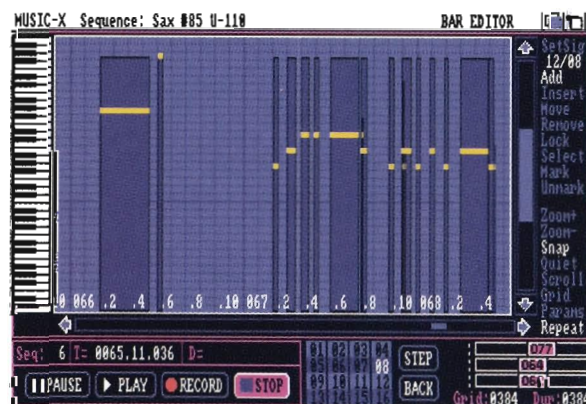 MUSIC-X Sequence: Sax #85 U-110 BAR EDITOR
SetSig
12/08
Add
Insert
Move
Remove
Lock
Select
Mark
Unmark
Zoom+
Zoom-
Snap
Quiet
Scroll
Grid
Params
Repeat
.0 066 .2 .4 .6 .8 .10 067 .2 .4 .6 .8 .10 068 .2 .4
Seq: 6 T= 0065.11.036 D=
01 02 03 04
05 06 07 08
09 10 11 12
13 14 15 16
STEP
BACK
077
064
064
PAUSE PLAY RECORD STOP
Grid:0384 Dur:038